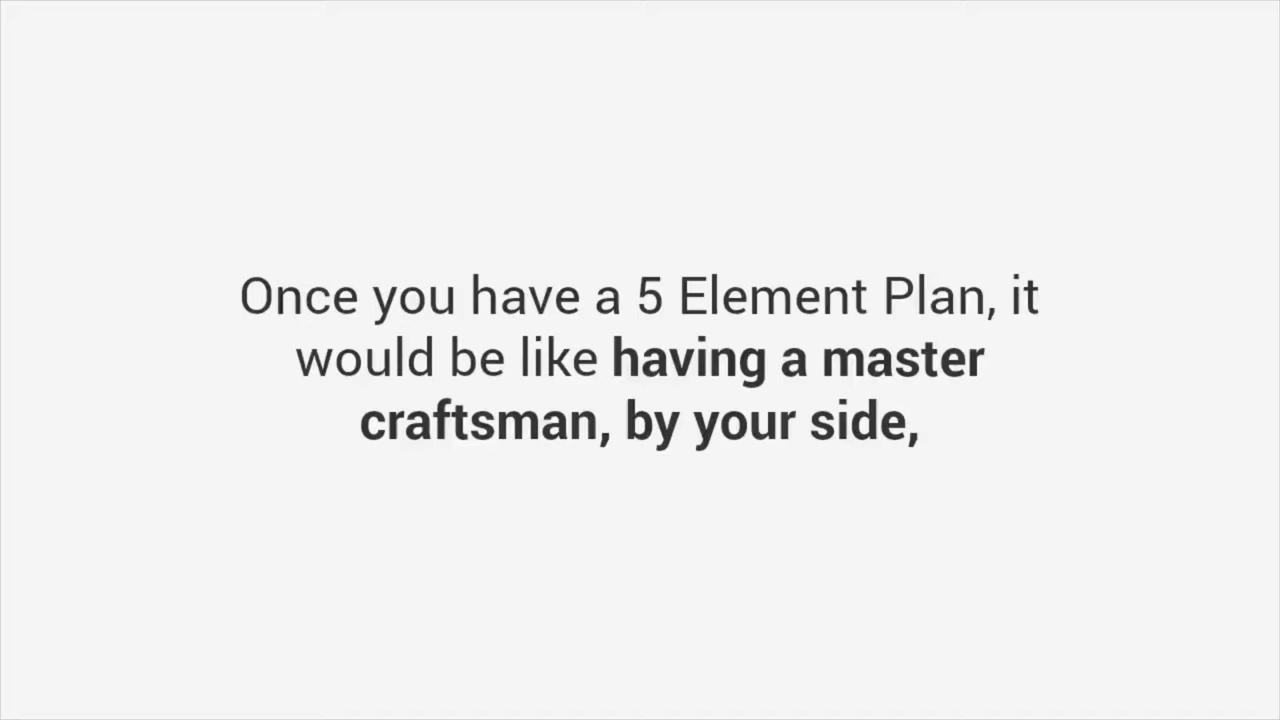 Once you have a 5 Element Plan, it
would be like having a master
craftsman, by your side,